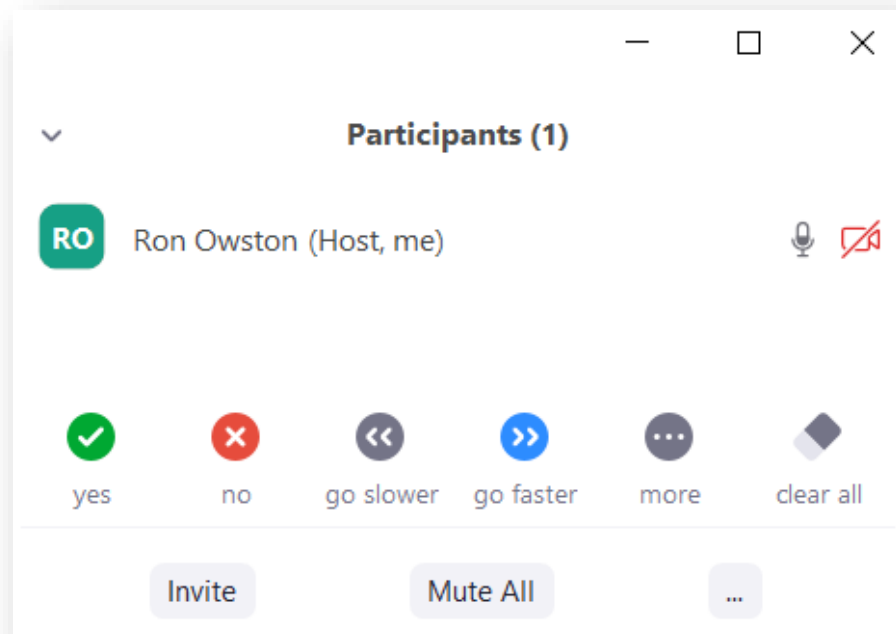 Participants (1)
RO Ron Owston (Host, me)
yes no go slower go faster more clear all
Invite Mute All ...